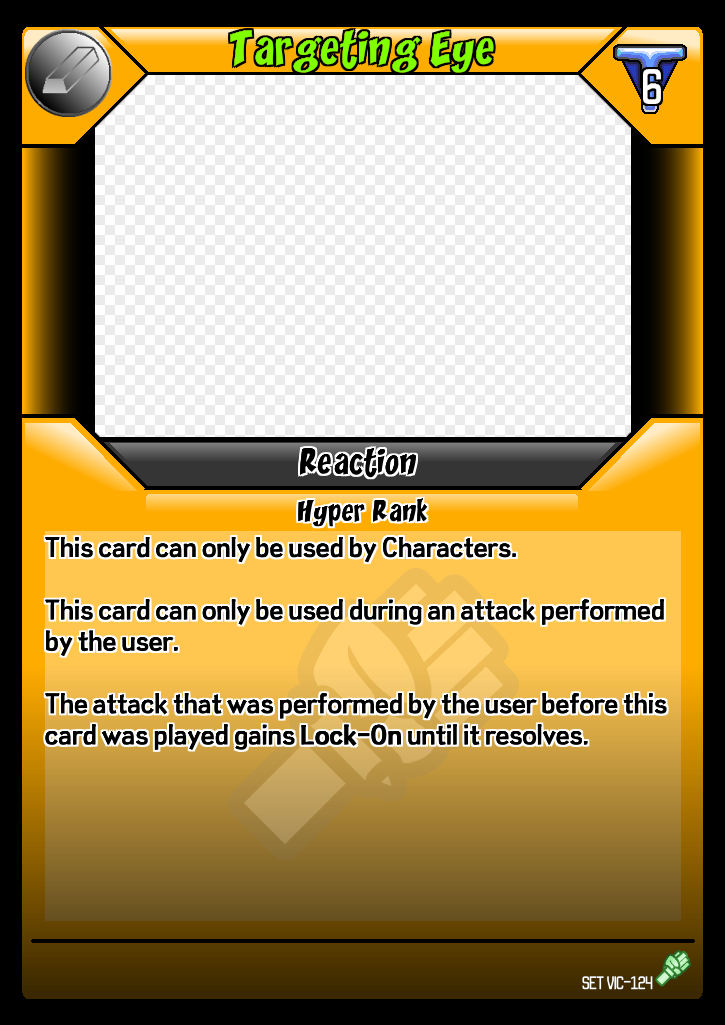 Targeting Eye
6
Reaction
Hyper Rank
This card can only be used by Characters.
This card can only be used during an attack performed
by the user.
The attack that was performed by the user before this
card was played gains Lock-On until it resolves.
SET VIC-124